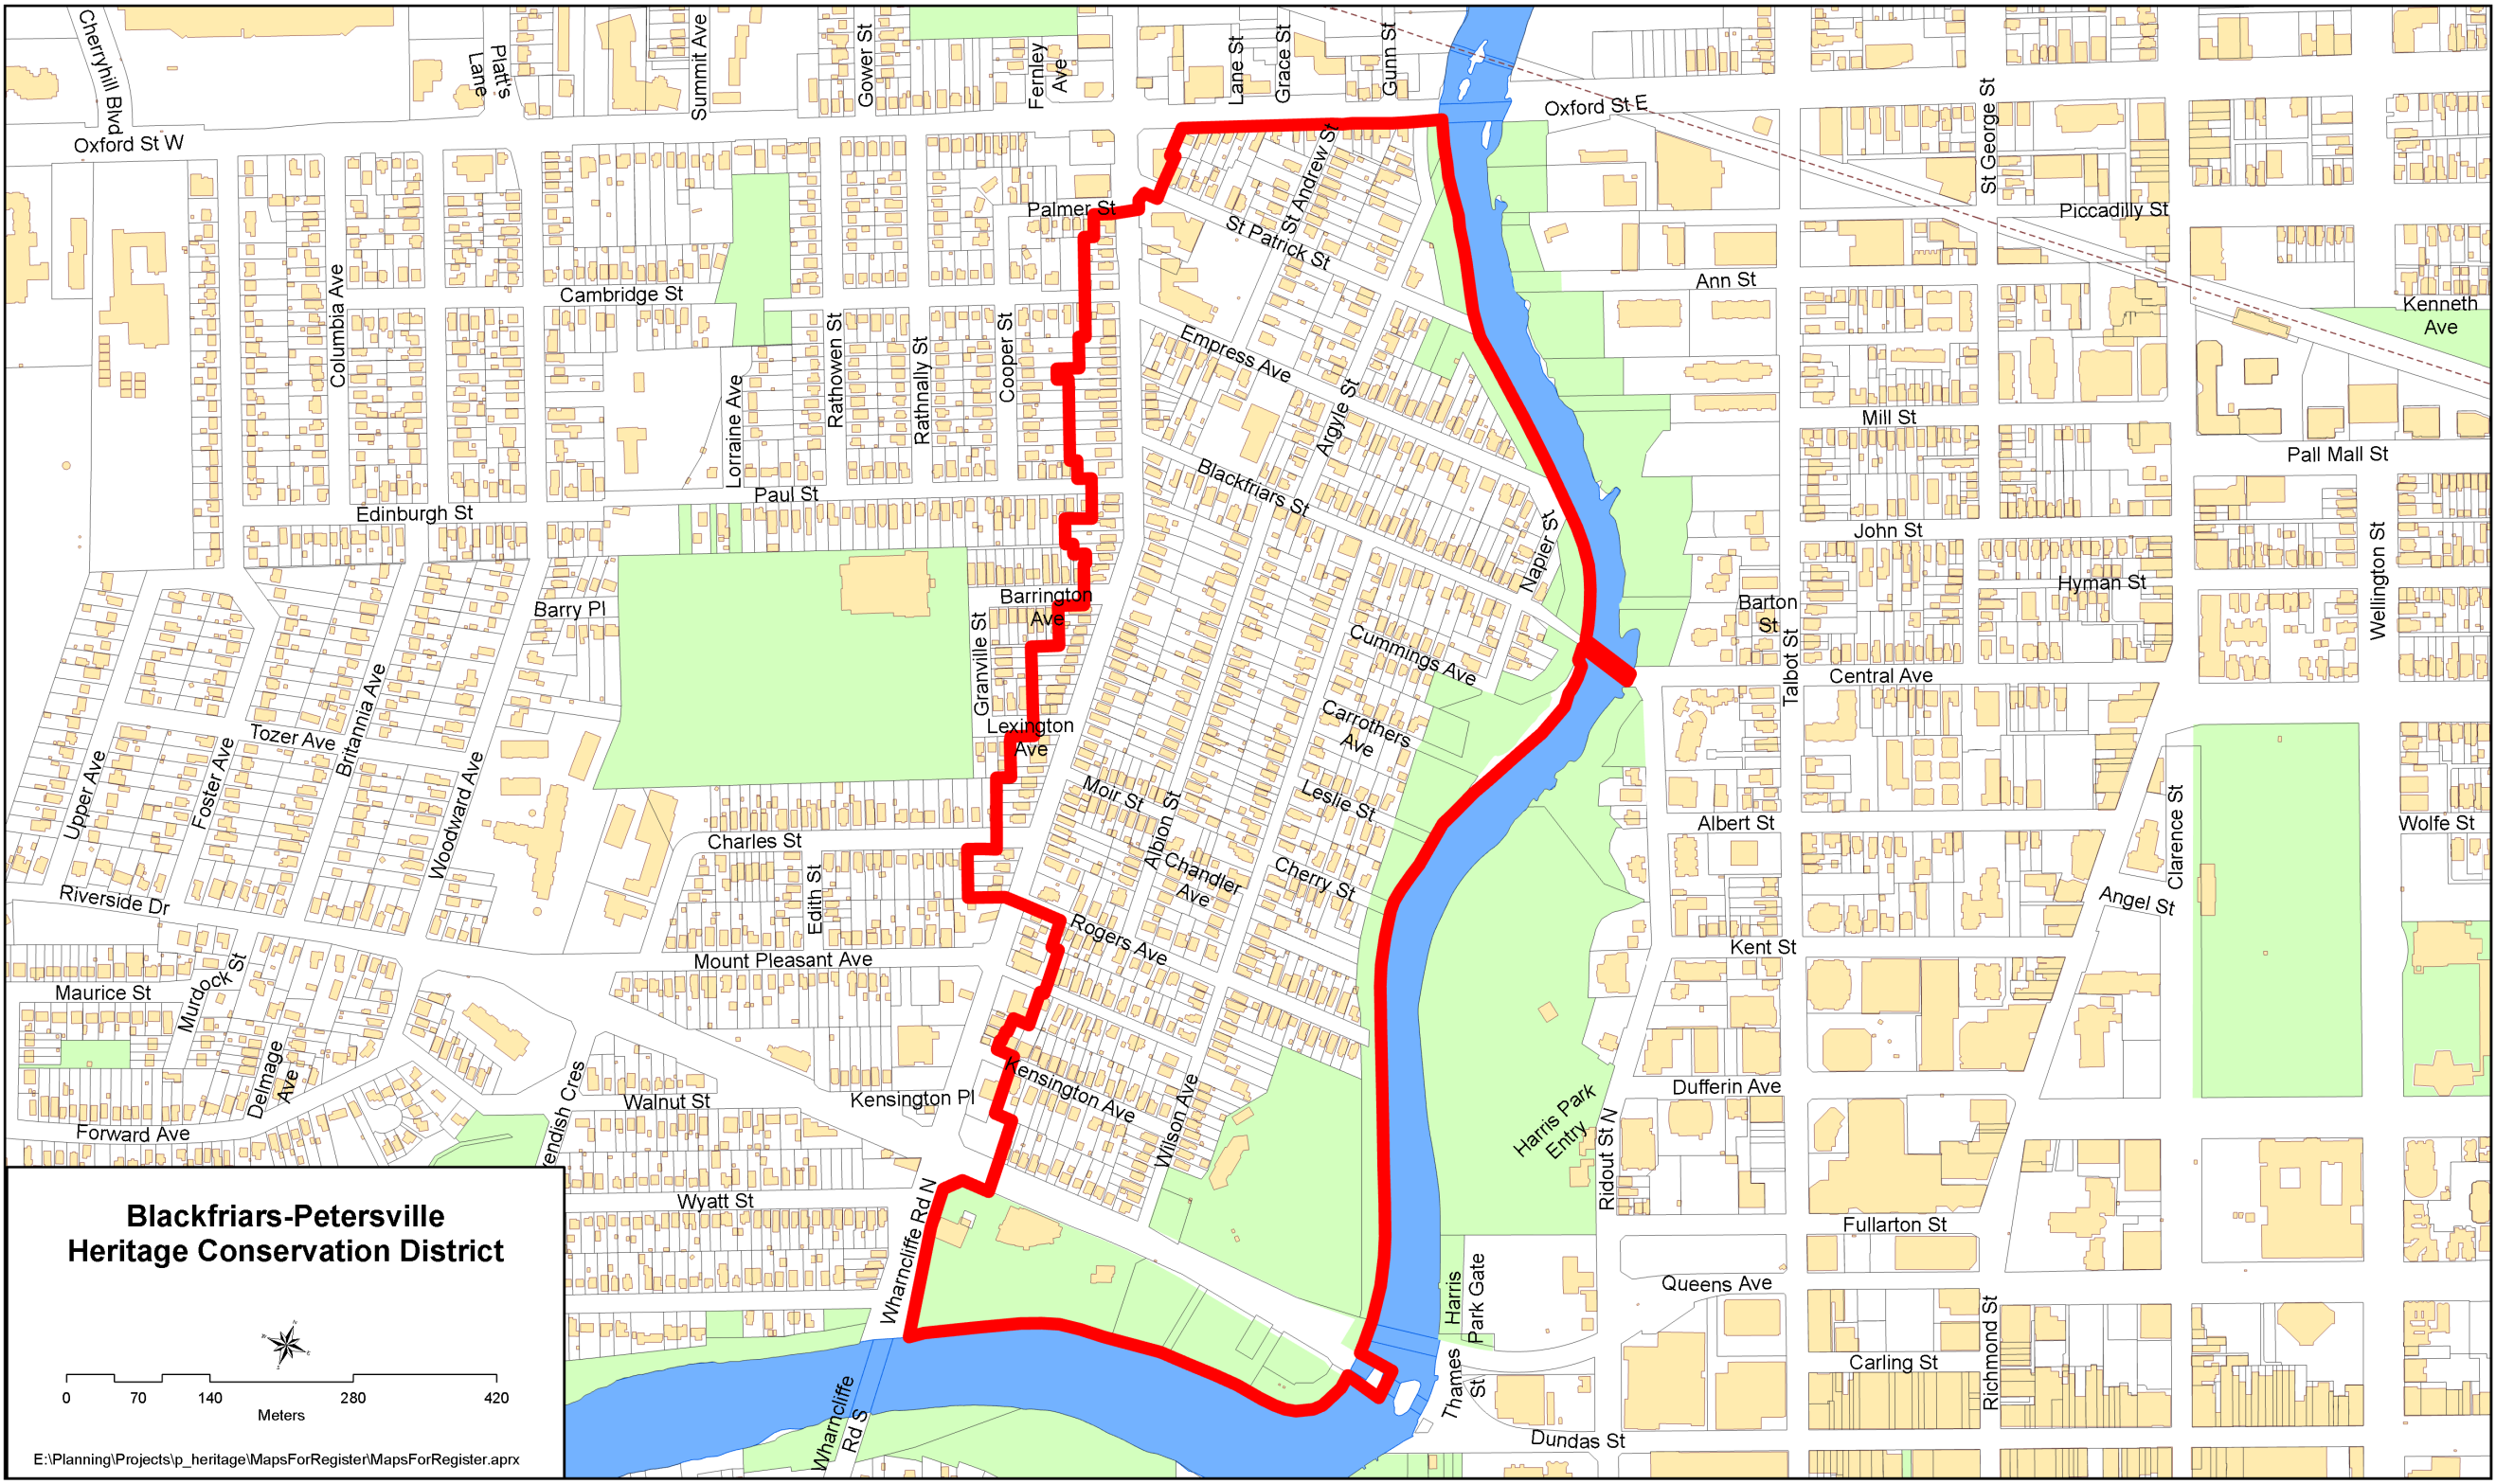 Cherryhill Blvd
Platt's
Lane
Summit Ave
Gower St
Fernley
Ave
Lane St
Grace St
Gunn St
Oxford St E
St George St
Oxford St W
St Andrew St
Palmer St
St Patrick St
Piccadilly St
Columbia Ave
Cambridge St
Ann St
Kenneth
Ave
Rathowen St
Rathnally St
Cooper St
Empress Ave
Lorraine Ave
Argyle St
Mill St
Pall Mall St
Blackfriars St
Paul St
Edinburgh St
Napier St
John St
Wellington St
Hyman St
Barry Pl
Barrington
Ave
Barton
St
Granville St
Cummings Ave
Talbot St
Central Ave
Britannia Ave
Tozer Ave
Lexington
Ave
Carrothers
Ave
Upper Ave
Foster Ave
Woodward Ave
Moir St
Albion St
Leslie St
Albert St
Clarence St
Wolfe St
Charles St
Edith St
Chandler
Ave
Cherry St
Riverside Dr
Angel St
Rogers Ave
Kent St
Mount Pleasant Ave
Murdock St
Maurice St
Delmage
Ave
Kensington Ave
Kensington Pl
Walnut St
Dufferin Ave
Harris Park
Entry
Ridout St N
Wilson Ave
Forward Ave
endish Cres
Wyatt St
Wharncliffe Rd N
Fullarton St
Queens Ave
Harris
Park Gate
Richmond St
Carling St
Thames
St
Wharncliffe
Rd S
Dundas St
Blackfriars-Petersville
Heritage Conservation District
0 70 140 280 420
Meters
E:\Planning\Projects\p_heritage\MapsForRegister\MapsForRegister.aprx